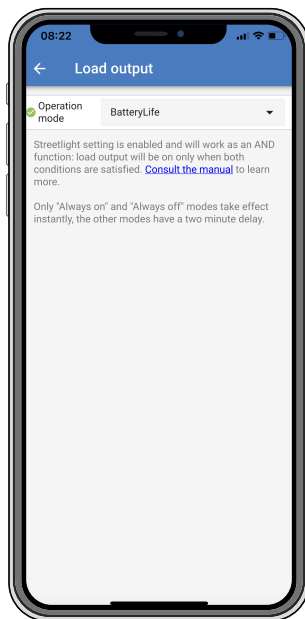 08:22
Load output
Operation
mode
BatteryLife
Streetlight setting is enabled and will work as an AND
function: load output will be on only when both
conditions are satisfied. Consult the manual to learn
more.
Only "Always on" and "Always off" modes take effect
instantly, the other modes have a two minute delay.